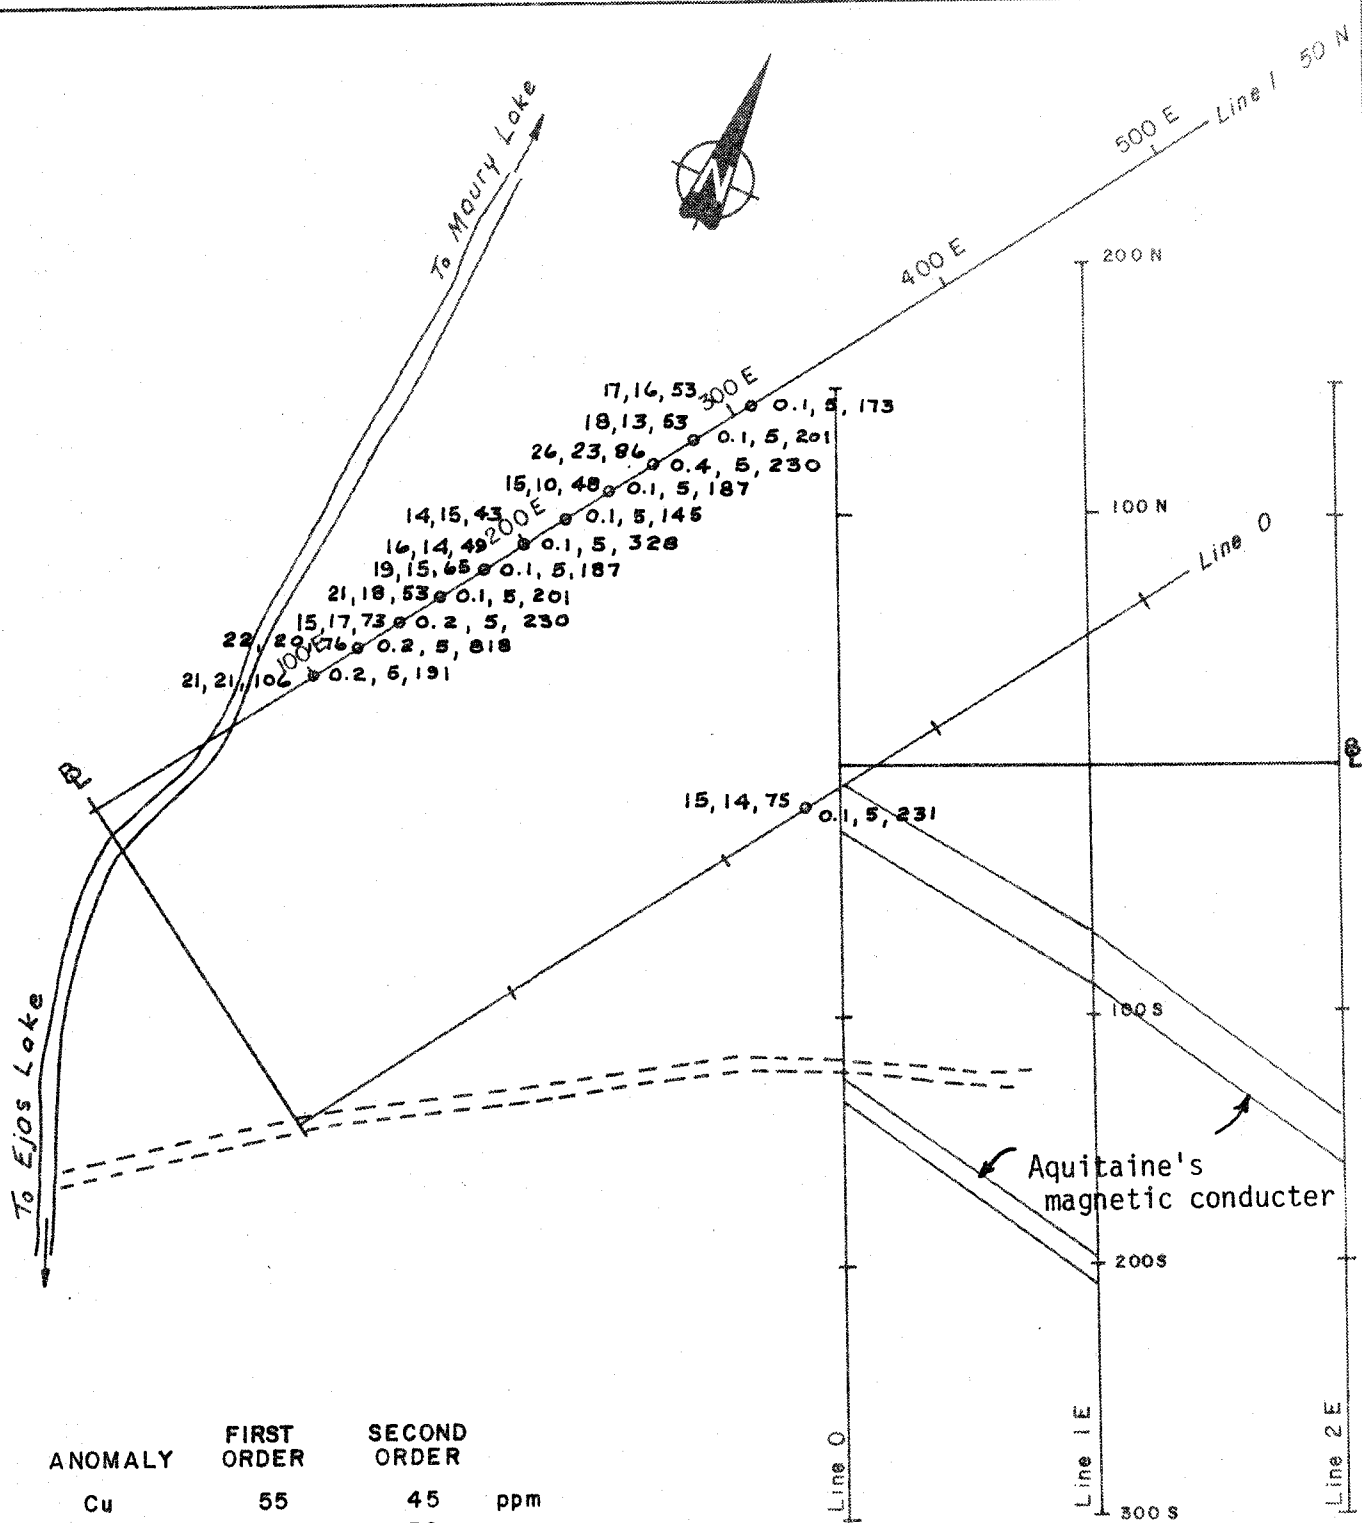 Line 1 50 N
500 E
To Maury Lake
N
400 E
200 N
300 E
17, 16, 53
0.1, 5, 173
18, 13, 53
0.1, 5, 201
26, 23, 86
0.4, 5, 230
15, 10, 48
0.1, 5, 187
200 E
14, 15, 43
0.1, 5, 145
100 N
16, 14, 49
0.1, 5, 328
Line 0
19, 15, 65
0.1, 5, 187
21, 18, 53
0.1, 5, 201
15, 17, 73
0.2, 5, 230
22, 20, 76
0.2, 5, 818
100 E
21, 21, 106
0.2, 5, 191
BL
BL
15, 14, 75
0.1, 5, 231
100 S
To Ejos Lake
Aquitaine's
magnetic conducter
200 S
Line 0
Line 1 E
Line 2 E
300 S
ANOMALY FIRST ORDER SECOND ORDER
Cu 55 45 ppm